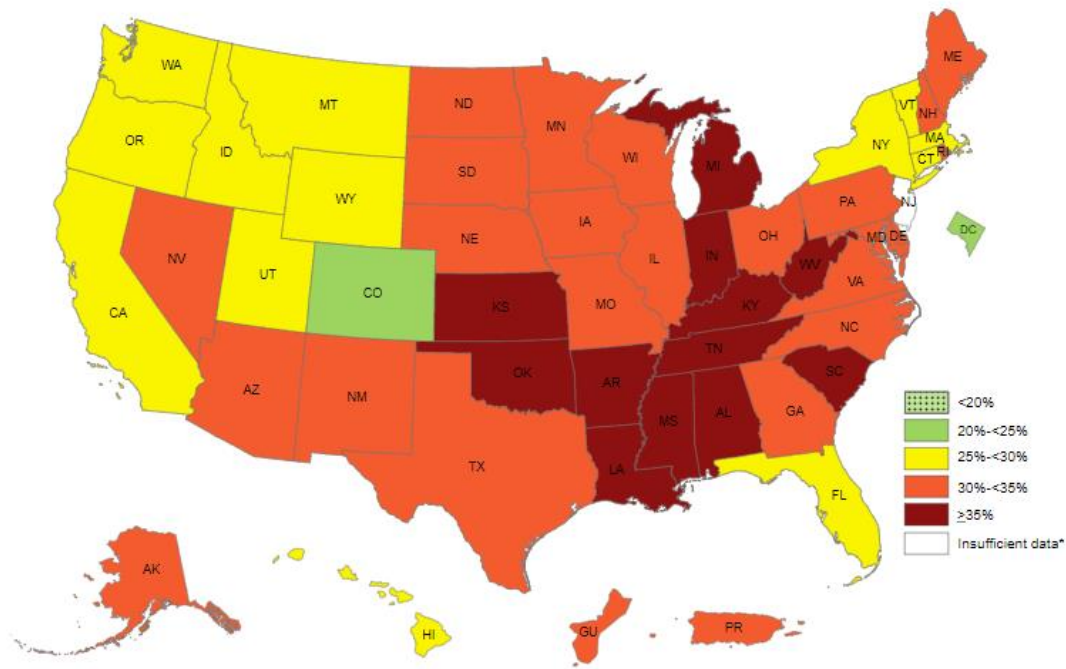 WA
MT
ND
MN
ME
VT
NH
OR
ID
SD
WI
NY
MA
CT
RI
MI
WY
IA
PA
NJ
NE
IL
IN
OH
MD
DE
DC
NV
UT
CO
WV
VA
CA
KS
MO
KY
NC
TN
AZ
NM
OK
AR
SC
MS
AL
GA
TX
LA
FL
<20%
20%-<25%
25%-<30%
30%-<35%
≥35%
Insufficient data*
AK
HI
GU
PR